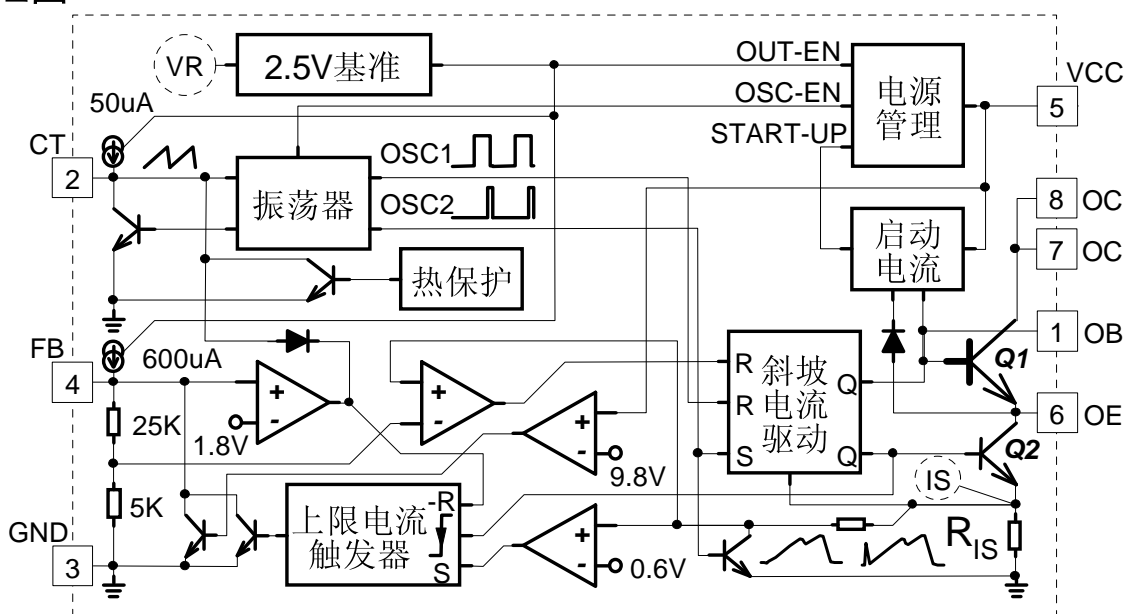 VR
2.5V基准
OUT-EN
OSC-EN
START-UP
电源
管理
VCC
5
50uA
CT
2
振荡器
OSC1
OSC2
热保护
启动
电流
8
OC
7
OC
1
OB
Q1
6
OE
Q2
FB
4
600uA
25K
5K
GND
3
+
-
1.8V
+
-
+
-
9.8V
R
R
S
斜坡
电流
驱动
Q
Q
IS
R
IS
上限电流
触发器
-R
S
+
-
0.6V